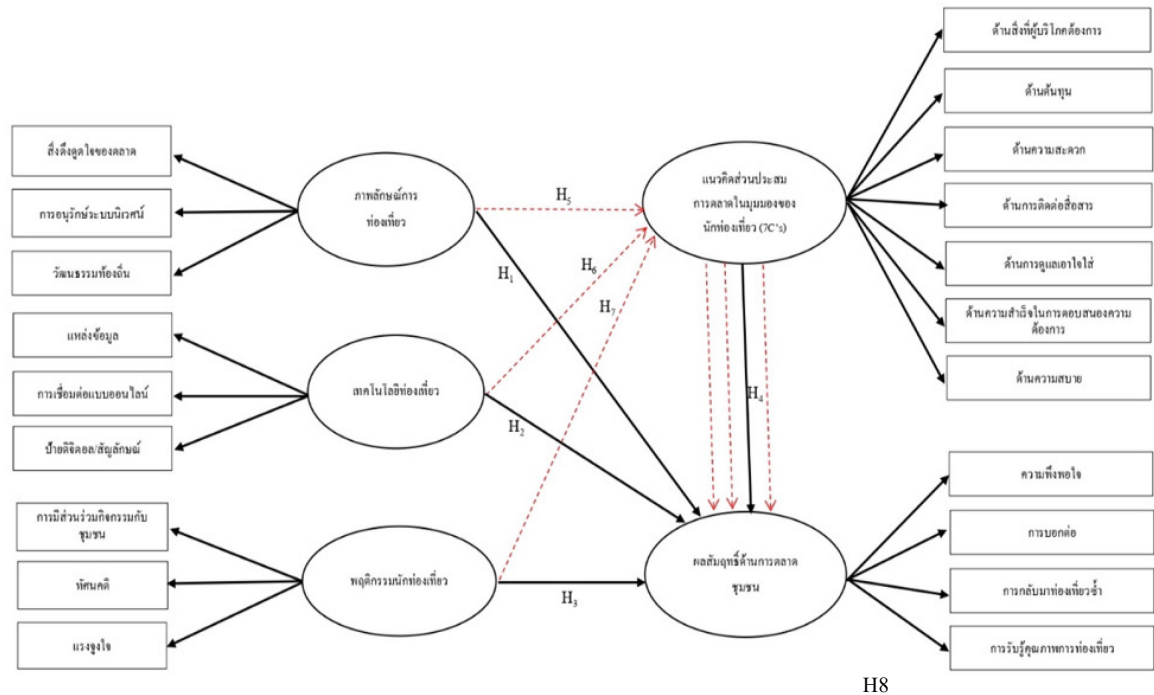 สิ่งดึงดูดใจของตลาด
การอนุรักษ์ระบบนิเวศน์
วัฒนธรรมท้องถิ่น
แหล่งข้อมูล
การเชื่อมต่อแบบออนไลน์
ป้ายดิจิตอล/สัญลักษณ์
การมีส่วนร่วมกิจกรรมกับ
ชุมชน
ทัศนคติ
แรงจูงใจ
ภาพลักษณ์การ
ท่องเที่ยว
เทคโนโลยีท่องเที่ยว
พฤติกรรมนักท่องเที่ยว
H5
H1
H6
H7
H2
H3
H4
แนวคิดส่วนประสม
การตลาดในมุมมองของ
นักท่องเที่ยว (7C's)
ผลสัมฤทธิ์ด้านการตลาด
ชุมชน
ด้านสิ่งที่ผู้บริโภคต้องการ
ด้านต้นทุน
ด้านความสะดวก
ด้านการติดต่อสื่อสาร
ด้านการดูแลเอาใจใส่
ด้านความสำเร็จในการตอบสนองความ
ต้องการ
ด้านความสบาย
ความพึงพอใจ
การบอกต่อ
การกลับมาท่องเที่ยวซ้ำ
การรับรู้คุณภาพการท่องเที่ยว
H8